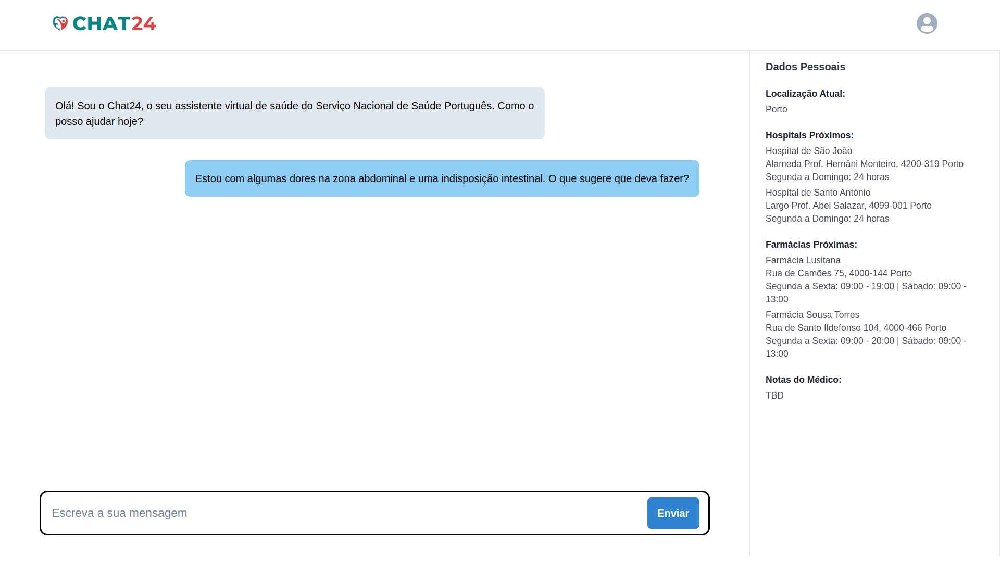 CHAT24
Olá! Sou o Chat24, o seu assistente virtual de saúde do Serviço Nacional de Saúde Português. Como o
posso ajudar hoje?
Estou com algumas dores na zona abdominal e uma indisposição intestinal. O que sugere que deva fazer?
Escreva a sua mensagem
Enviar
Dados Pessoais
Localização Atual:
Porto
Hospitais Próximos:
Hospital de São João
Alameda Prof. Hernâni Monteiro, 4200-319 Porto
Segunda a Domingo: 24 horas
Hospital de Santo António
Largo Prof. Abel Salazar, 4099-001 Porto
Segunda a Domingo: 24 horas
Farmácias Próximas:
Farmácia Lusitana
Rua de Camões 75, 4000-144 Porto
Segunda a Sexta: 09:00 - 19:00 | Sábado: 09:00 -
13:00
Farmácia Sousa Torres
Rua de Santo Ildefonso 104, 4000-466 Porto
Segunda a Sexta: 09:00 - 20:00 | Sábado: 09:00 -
13:00
Notas do Médico:
TBD